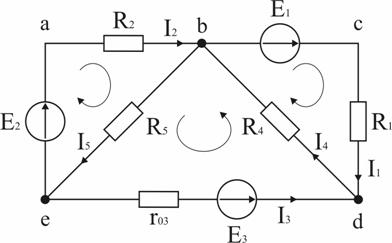 E₁
a R₂ I₂ b c
E₂ R₅ R₄ R₁
I₅ I₄ I₁
e r₀₃ I₃ d
E₃